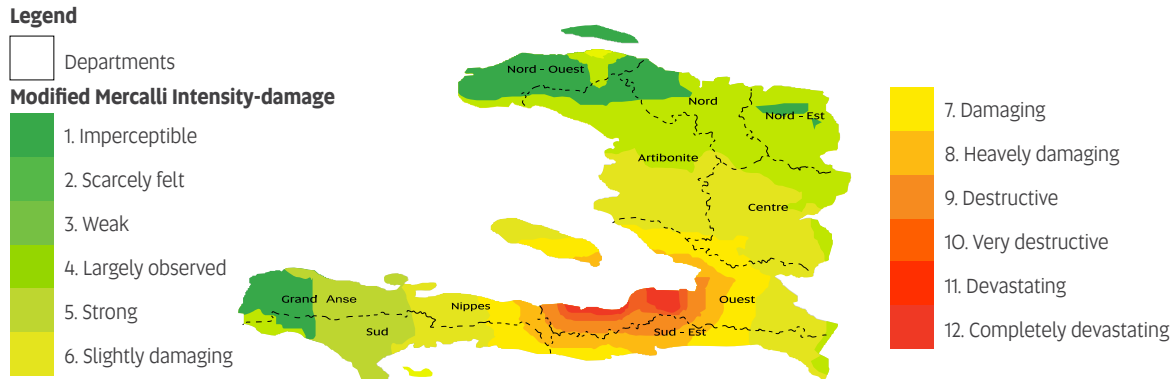 Legend
Departments
Modified Mercalli Intensity-damage
1. Imperceptible
2. Scarcely felt
3. Weak
4. Largely observed
5. Strong
6. Slightly damaging
Nord - Ouest
Nord
Nord - Est
Artibonite
Centre
Grand Anse
Nippes
Ouest
Sud
Sud - Est
7. Damaging
8. Heavely damaging
9. Destructive
10. Very destructive
11. Devastating
12. Completely devastating